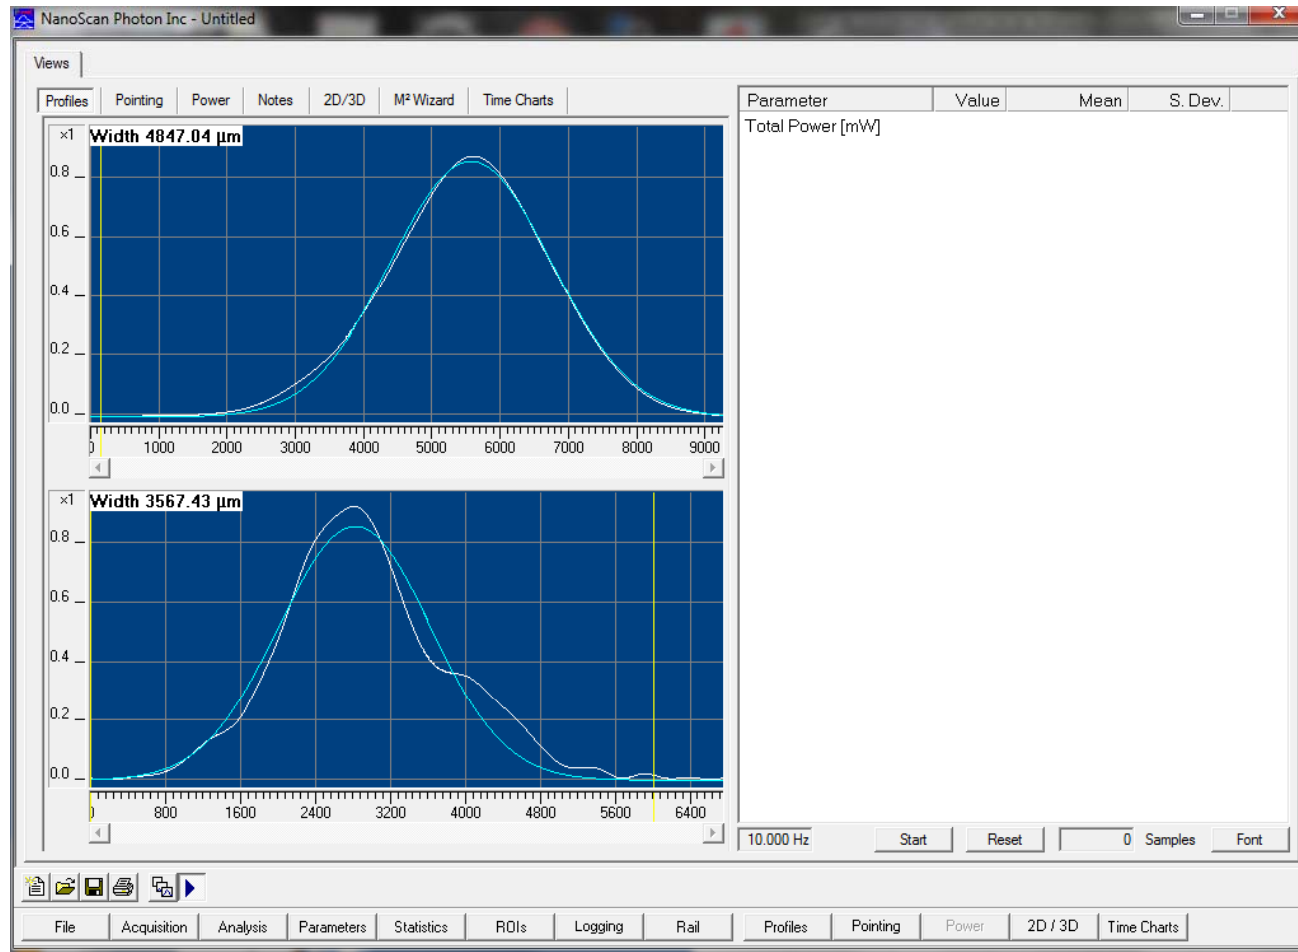 NanoScan Photon Inc - Untitled
Views
Profiles Pointing Power Notes 2D/3D M² Wizard Time Charts
Parameter Value Mean S. Dev.
Total Power [mW]
×1 Width 4847.04 µm
0.8
0.6
0.4
0.2
0.0
0 1000 2000 3000 4000 5000 6000 7000 8000 9000
×1 Width 3567.43 µm
0.8
0.6
0.4
0.2
0.0
0 800 1600 2400 3200 4000 4800 5600 6400
10.000 Hz Start Reset 0 Samples Font
File Acquisition Analysis Parameters Statistics ROIs Logging Rail Profiles Pointing Power 2D / 3D Time Charts